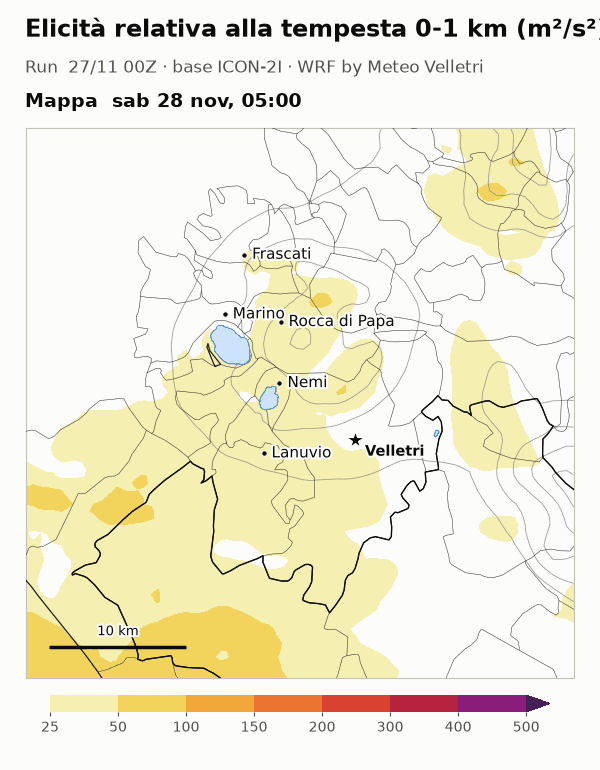 Elicità relativa alla tempesta 0-1 km (m²/s²)
Run 27/11 00Z · base ICON-2I · WRF by Meteo Velletri
Mappa sab 28 nov, 05:00
Frascati
Marino
Rocca di Papa
Nemi
Velletri
Lanuvio
10 km
25 50 100 150 200 300 400 500